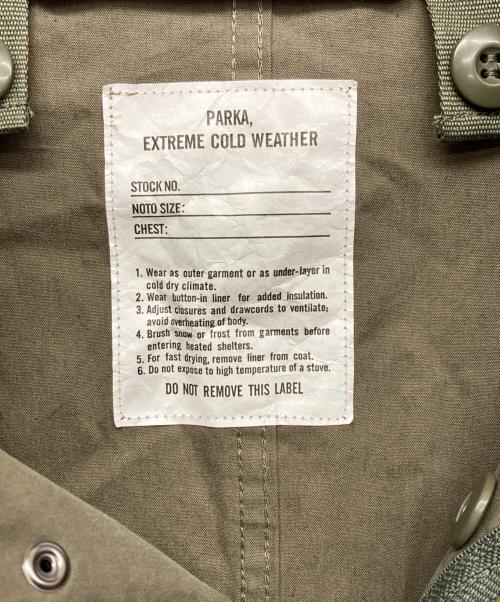 PARKA,
EXTREME COLD WEATHER
STOCK NO.
NOTO SIZE:
CHEST:
1. Wear as outer garment or as under-layer in
cold dry climate.
2. Wear button-in liner for added insulation.
3. Adjust closures and drawcords to ventilate;
avoid overheating of body.
4. Brush snow or frost from garments before
entering heated shelters.
5. For fast drying, remove liner from coat.
6. Do not expose to high temperature of a stove.
DO NOT REMOVE THIS LABEL